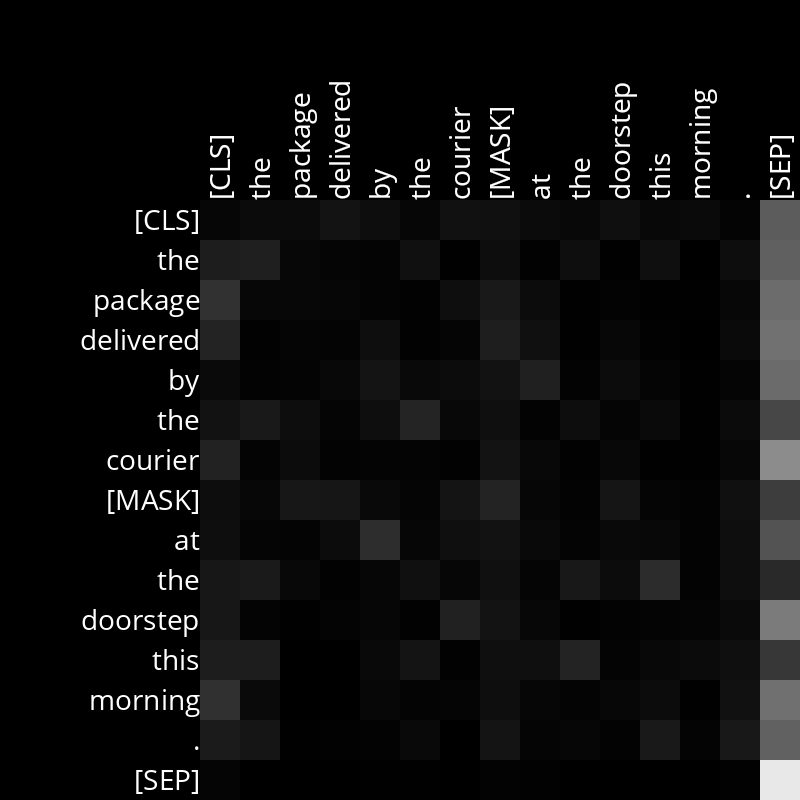 [CLS]
the
package
delivered
by
the
courier
[MASK]
at
the
doorstep
this
morning
.
[SEP]
[CLS]
the
package
delivered
by
the
courier
[MASK]
at
the
doorstep
this
morning
.
[SEP]